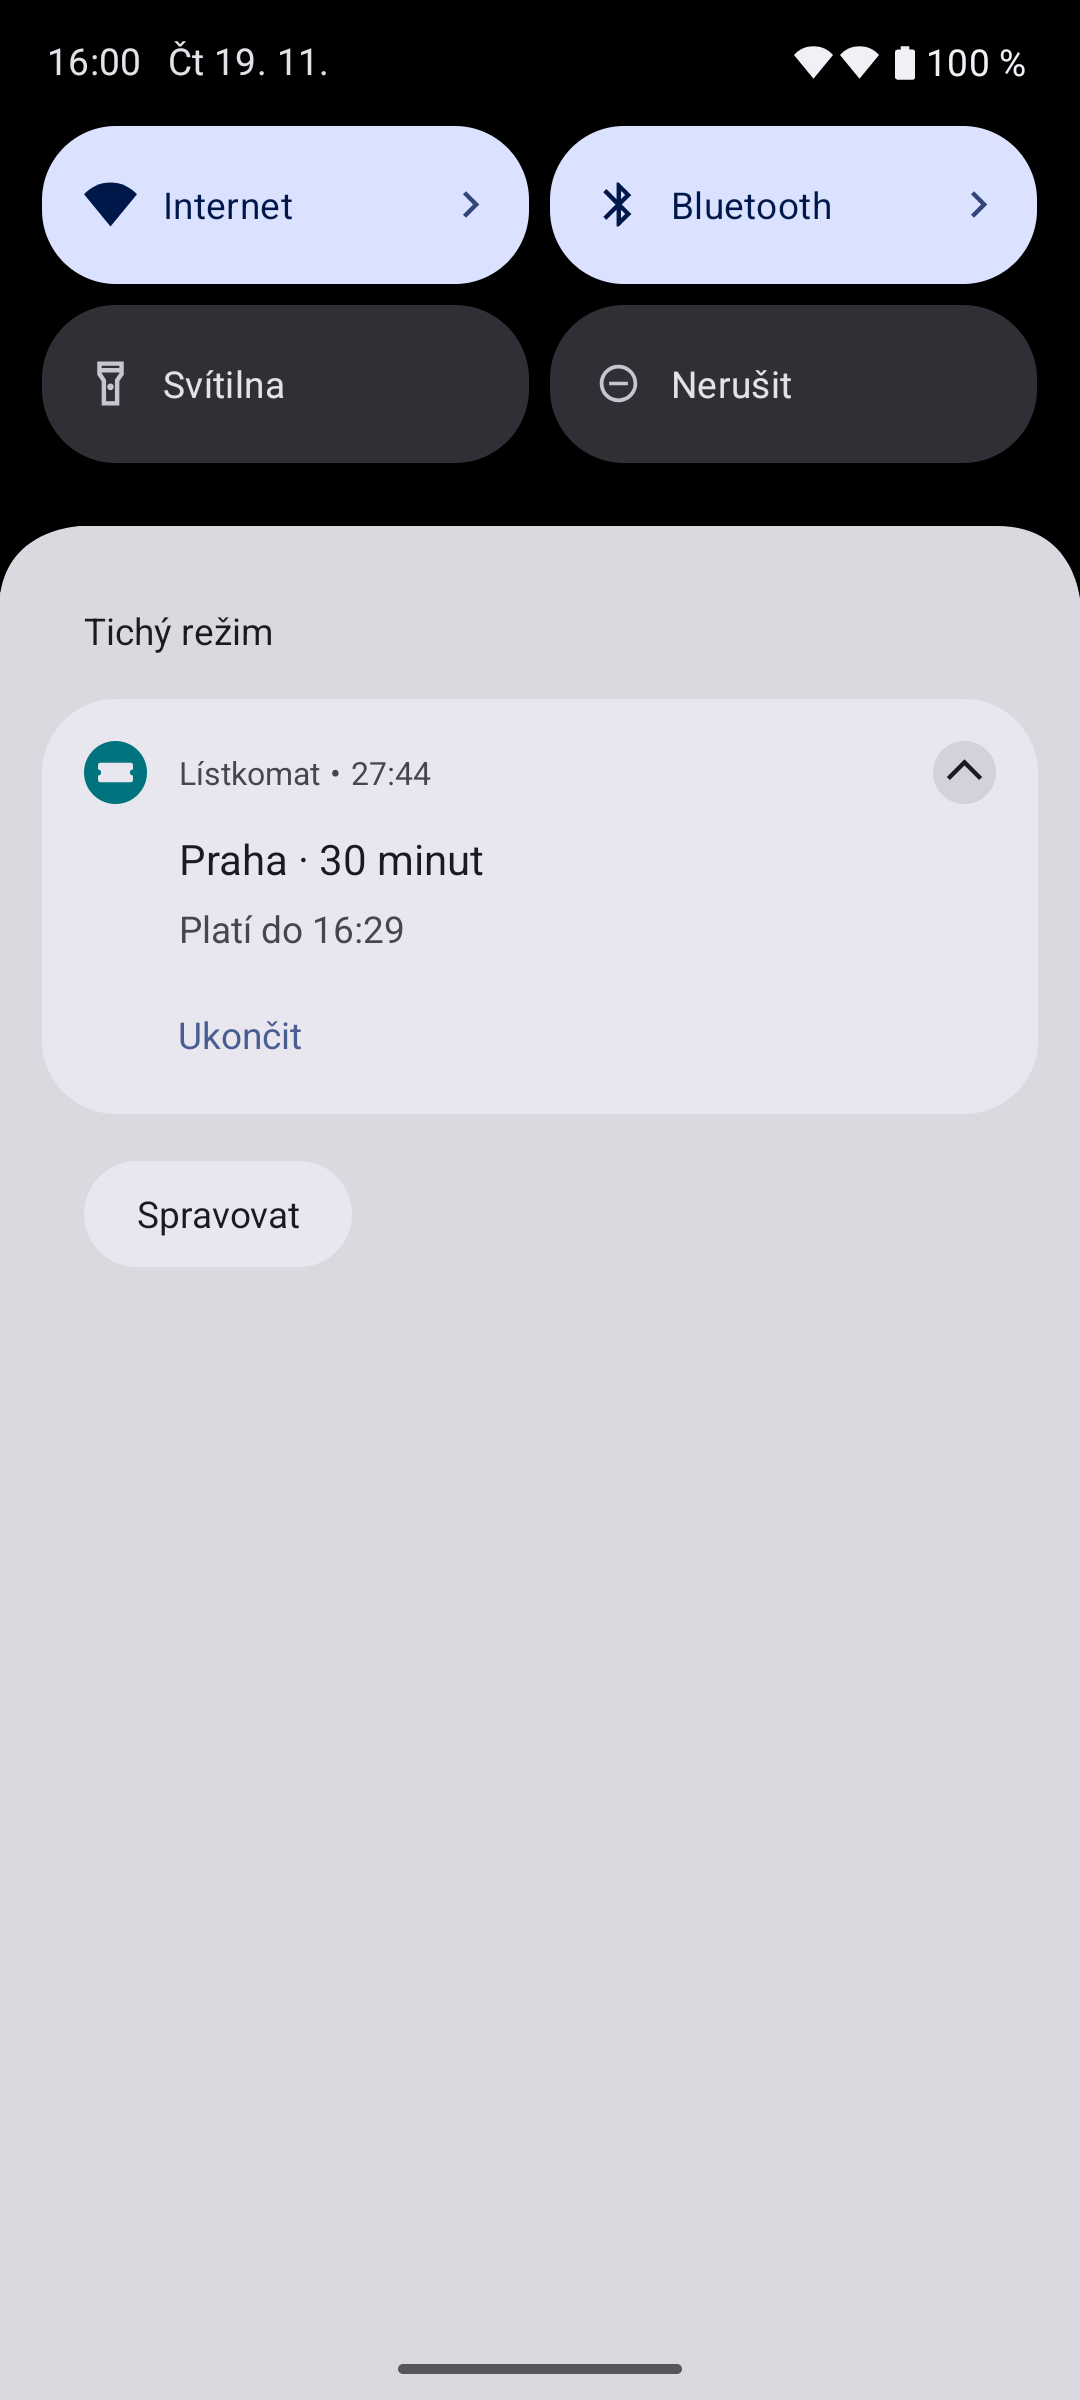 16:00 Čt 19. 11. 100 %
Internet
Bluetooth
Svítilna
Nerušit
Tichý režim
Lístkomat • 27:44
Praha · 30 minut
Platí do 16:29
Ukončit
Spravovat